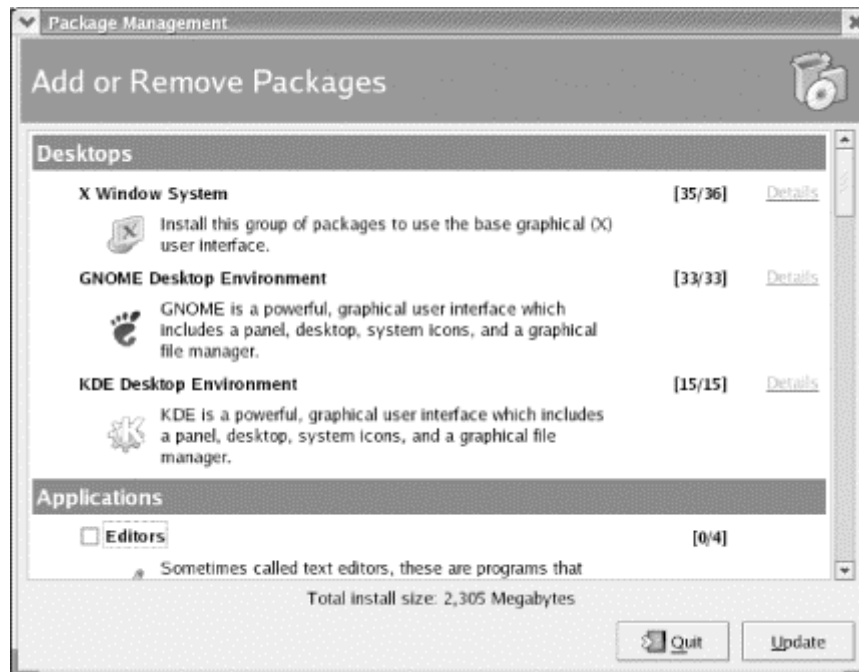 Package Management
Add or Remove Packages
Desktops
X Window System [35/36] Details
Install this group of packages to use the base graphical (X)
user interface.
GNOME Desktop Environment [33/33] Details
GNOME is a powerful, graphical user interface which
includes a panel, desktop, system icons, and a graphical
file manager.
KDE Desktop Environment [15/15] Details
KDE is a powerful, graphical user interface which includes
a panel, desktop, system icons, and a graphical file
manager.
Applications
Editors [0/4]
Sometimes called text editors, these are programs that
Total install size: 2,305 Megabytes
Quit Update